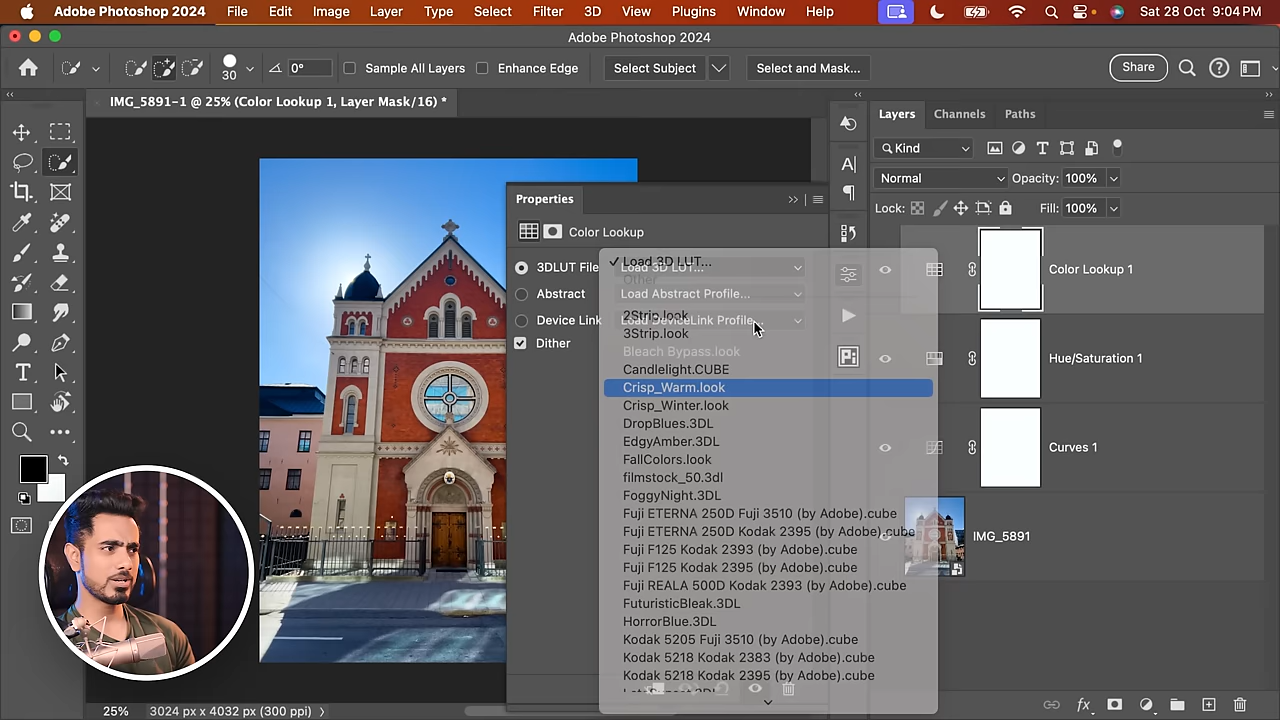 Adobe Photoshop 2024 File Edit Image Layer Type Select Filter 3D View Plugins Window Help Sat 28 Oct 9:04 PM
Adobe Photoshop 2024
30 0° Sample All Layers Enhance Edge Select Subject Select and Mask... Share
IMG_5891-1 @ 25% (Color Lookup 1, Layer Mask/16) *
Layers Channels Paths
Kind
Normal Opacity: 100%
Lock: Fill: 100%
Properties
Color Lookup
3DLUT File Load 3D LUT...
Abstract Load Abstract Profile...
Device Link Load DeviceLink Profile...
Dither
Load 3D LUT...
Other
2Strip.look
3Strip.look
Bleach Bypass.look
Candlelight.CUBE
Crisp_Warm.look
Crisp_Winter.look
DropBlues.3DL
EdgyAmber.3DL
FallColors.look
filmstock_50.3dl
FoggyNight.3DL
Fuji ETERNA 250D Fuji 3510 (by Adobe).cube
Fuji ETERNA 250D Kodak 2395 (by Adobe).cube
Fuji F125 Kodak 2393 (by Adobe).cube
Fuji F125 Kodak 2395 (by Adobe).cube
Fuji REALA 500D Kodak 2393 (by Adobe).cube
FuturisticBleak.3DL
HorrorBlue.3DL
Kodak 5205 Fuji 3510 (by Adobe).cube
Kodak 5218 Kodak 2383 (by Adobe).cube
Kodak 5218 Kodak 2395 (by Adobe).cube
Color Lookup 1
Hue/Saturation 1
Curves 1
IMG_5891
25% 3024 px x 4032 px (300 ppi)